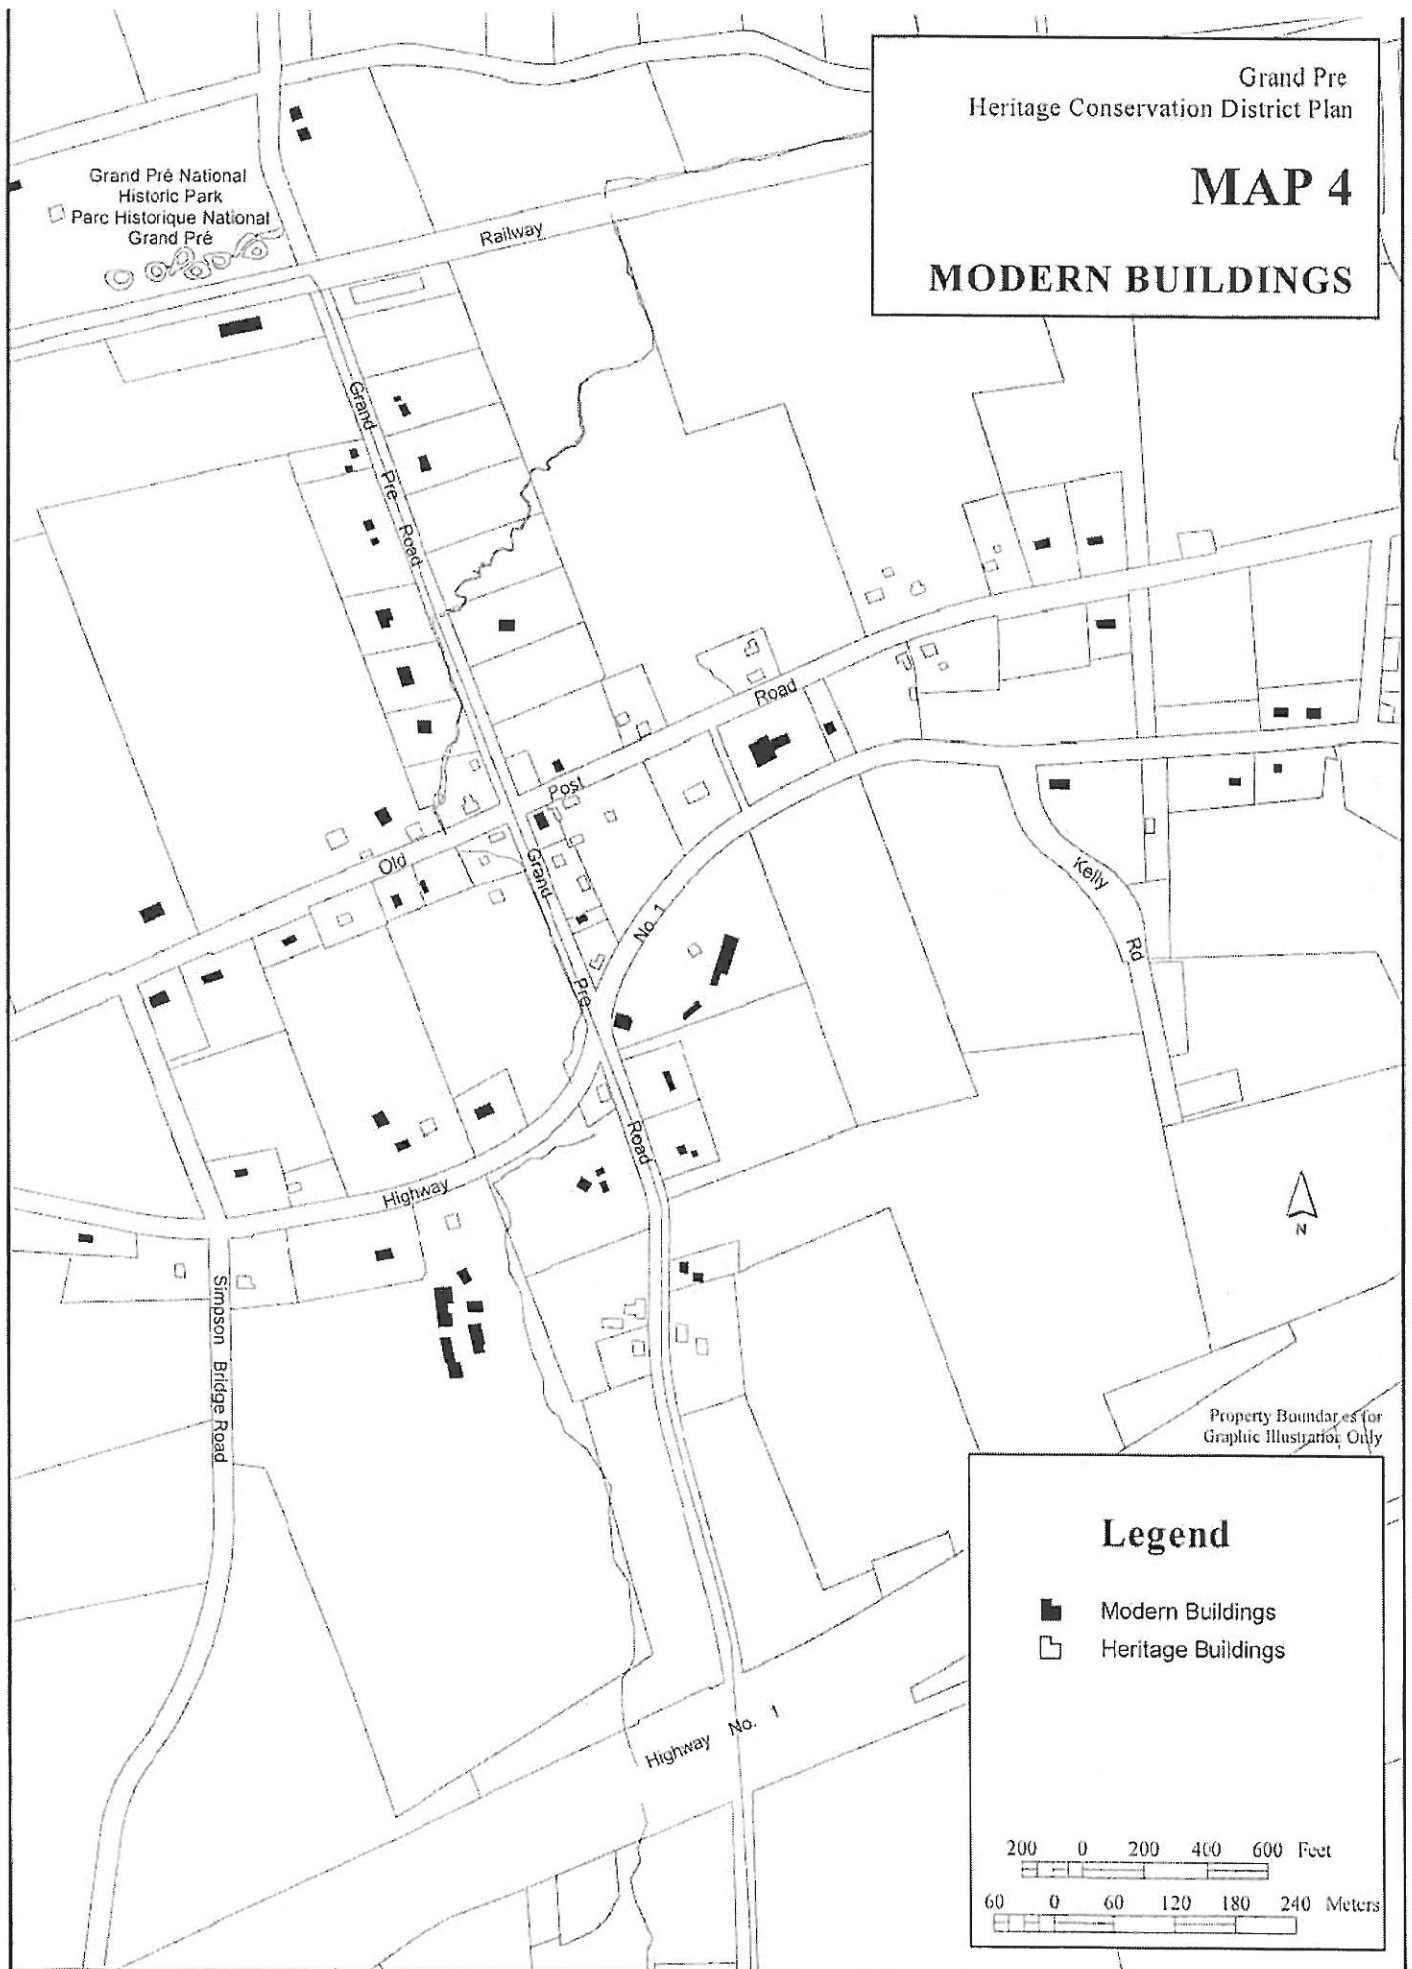 Grand Pre
Heritage Conservation District Plan
MAP 4
MODERN BUILDINGS
Grand Pré National
Historic Park
Parc Historique National
Grand Pré
Railway
Grand
Pre
Road
Road
Post
Old
Grand
No. 1
Kelly
Rd
Pre
Road
Highway
N
Simpson Bridge Road
Property Boundar es for
Graphic Illustration Only
Legend
Modern Buildings
Heritage Buildings
Highway No. 1
200 0 200 400 600 Feet
60 0 60 120 180 240 Meters